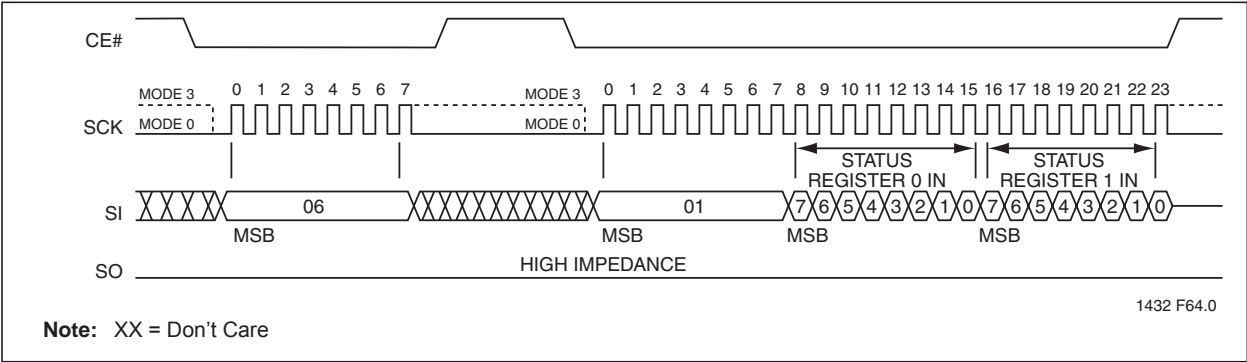 CE#
MODE 3 0 1 2 3 4 5 6 7 MODE 3 0 1 2 3 4 5 6 7 8 9 10 11 12 13 14 15 16 17 18 19 20 21 22 23
SCK MODE 0 MODE 0
STATUS STATUS
REGISTER 0 IN REGISTER 1 IN
SI 06 01 7 6 5 4 3 2 1 0 7 6 5 4 3 2 1 0
MSB MSB MSB MSB
SO HIGH IMPEDANCE
1432 F64.0
Note: XX = Don't Care